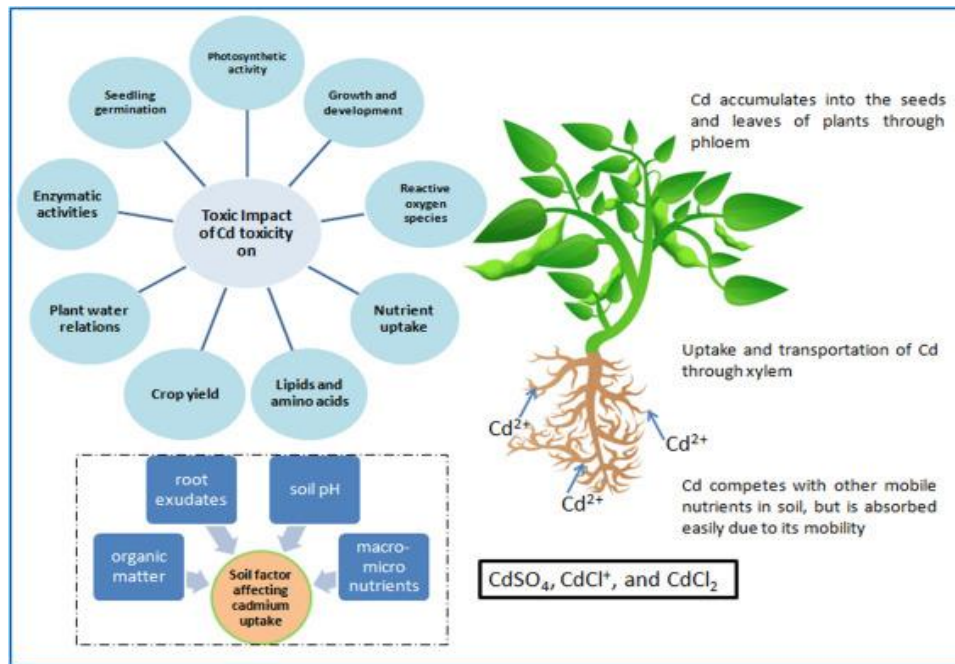 Photosynthetic
activity
Seedling
germination
Growth and
development
Enzymatic
activities
Reactive
oxygen
species
Toxic Impact
of Cd toxicity
on
Plant water
relations
Nutrient
uptake
Crop yield
Lipids and
amino acids
root
exudates
soil pH
organic
matter
macro-
micro
nutrients
Soil factor
affecting
cadmium
uptake
Cd accumulates into the seeds
and leaves of plants through
phloem
Uptake and transportation of Cd
through xylem
Cd²⁺
Cd²⁺
Cd²⁺
Cd competes with other mobile
nutrients in soil, but is absorbed
easily due to its mobility
CdSO₄, CdCl⁺, and CdCl₂